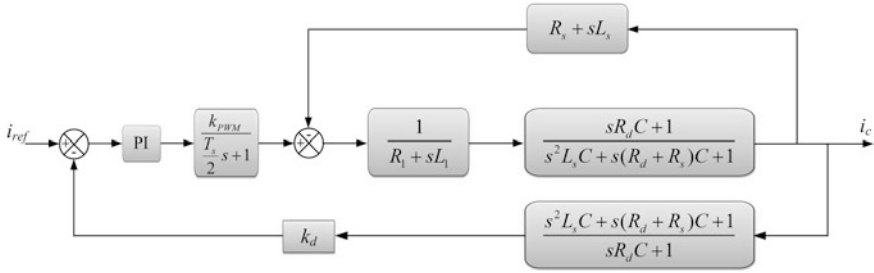 R_s + sL_s
i_ref
+
-
PI
k_PWM
T_s
2
s+1
+
-
1
R_1 + sL_1
sR_dC+1
s^2L_sC+s(R_d+R_s)C+1
i_c
k_d
s^2L_sC+s(R_d+R_s)C+1
sR_dC+1